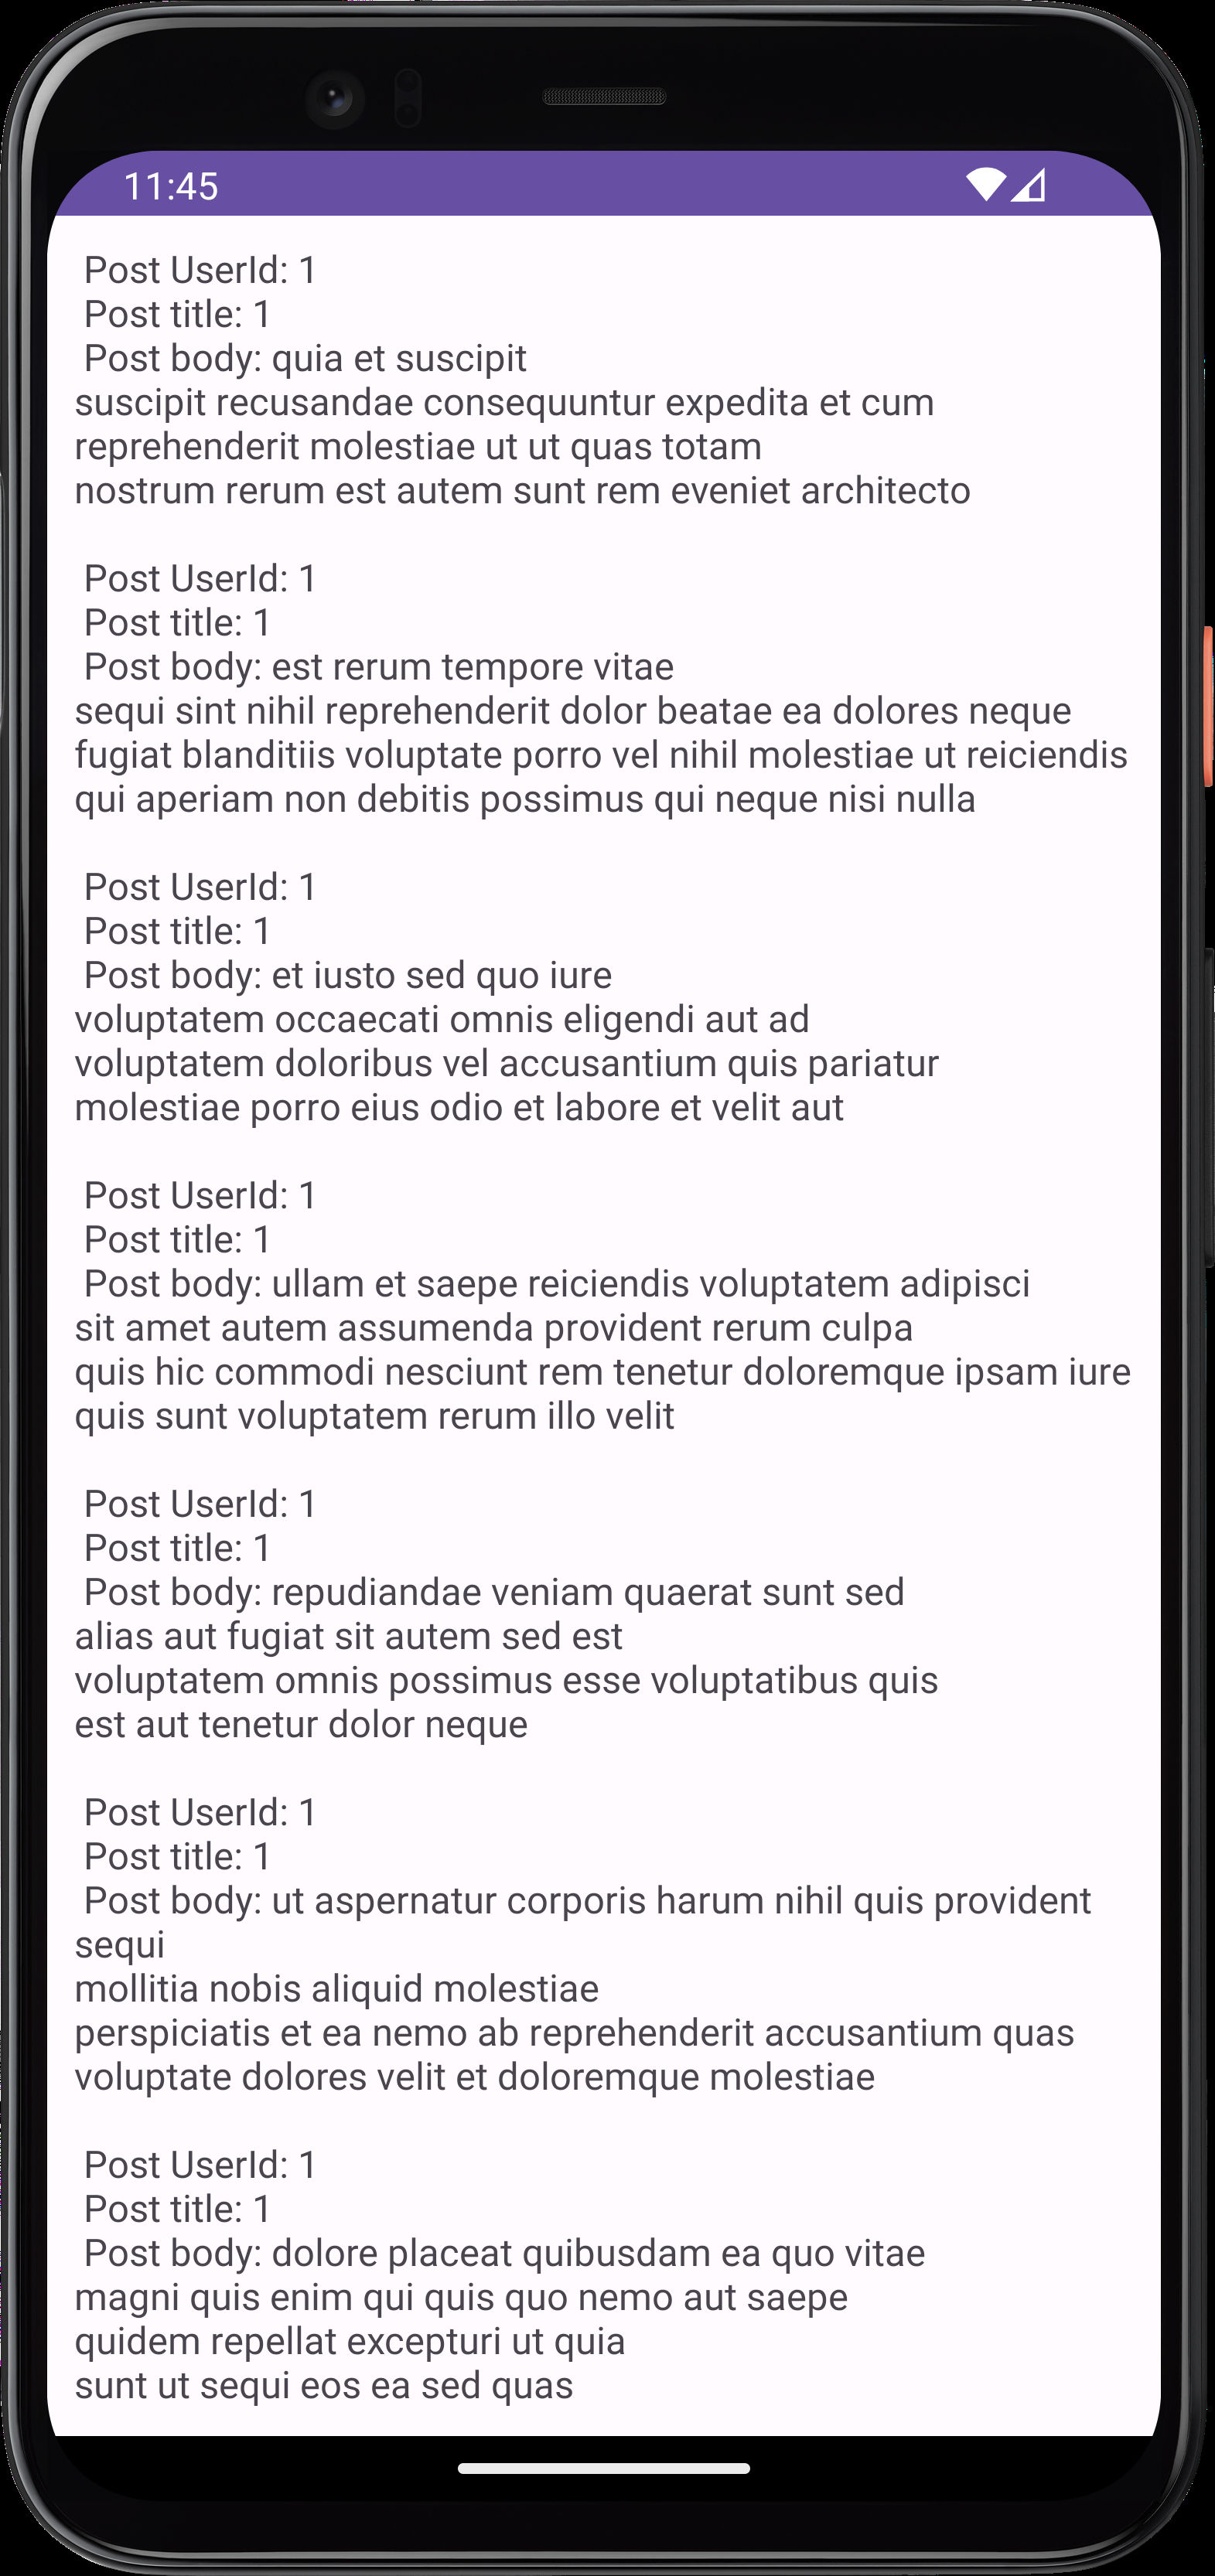 11:45
Post UserId: 1
Post title: 1
Post body: quia et suscipit
suscipit recusandae consequuntur expedita et cum
reprehenderit molestiae ut ut quas totam
nostrum rerum est autem sunt rem eveniet architecto
Post UserId: 1
Post title: 1
Post body: est rerum tempore vitae
sequi sint nihil reprehenderit dolor beatae ea dolores neque
fugiat blanditiis voluptate porro vel nihil molestiae ut reiciendis
qui aperiam non debitis possimus qui neque nisi nulla
Post UserId: 1
Post title: 1
Post body: et iusto sed quo iure
voluptatem occaecati omnis eligendi aut ad
voluptatem doloribus vel accusantium quis pariatur
molestiae porro eius odio et labore et velit aut
Post UserId: 1
Post title: 1
Post body: ullam et saepe reiciendis voluptatem adipisci
sit amet autem assumenda provident rerum culpa
quis hic commodi nesciunt rem tenetur doloremque ipsam iure
quis sunt voluptatem rerum illo velit
Post UserId: 1
Post title: 1
Post body: repudiandae veniam quaerat sunt sed
alias aut fugiat sit autem sed est
voluptatem omnis possimus esse voluptatibus quis
est aut tenetur dolor neque
Post UserId: 1
Post title: 1
Post body: ut aspernatur corporis harum nihil quis provident
sequi
mollitia nobis aliquid molestiae
perspiciatis et ea nemo ab reprehenderit accusantium quas
voluptate dolores velit et doloremque molestiae
Post UserId: 1
Post title: 1
Post body: dolore placeat quibusdam ea quo vitae
magni quis enim qui quis quo nemo aut saepe
quidem repellat excepturi ut quia
sunt ut sequi eos ea sed quas